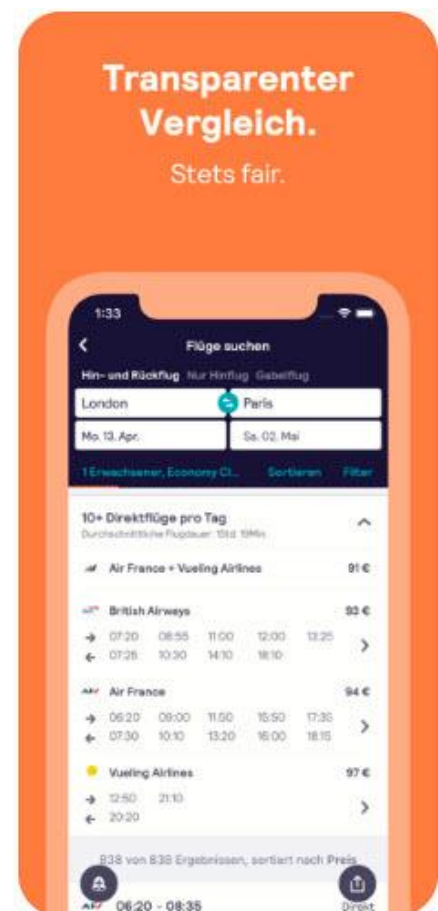 Transparenter
Vergleich.
Stets fair.
1:33
Flüge suchen
Hin- und Rückflug Nur Hinflug Gabelflug
London Paris
Mo. 13. Apr. Sa. 02. Mai
1 Erwachsener, Economy Cl... Sortieren Filter
10+ Direktflüge pro Tag
Durchschnittliche Flugdauer: 1Std. 19Min.
Air France + Vueling Airlines 91 €
British Airways 93 €
07:20 08:55 11:00 12:00 13:25
07:25 10:30 14:10 18:10
Air France 94 €
06:20 09:00 11:50 15:50 17:35
07:30 10:10 13:20 16:00 18:15
Vueling Airlines 97 €
12:50 21:10
20:20
838 von 838 Ergebnissen, sortiert nach Preis
06:20 - 08:35 Direkt